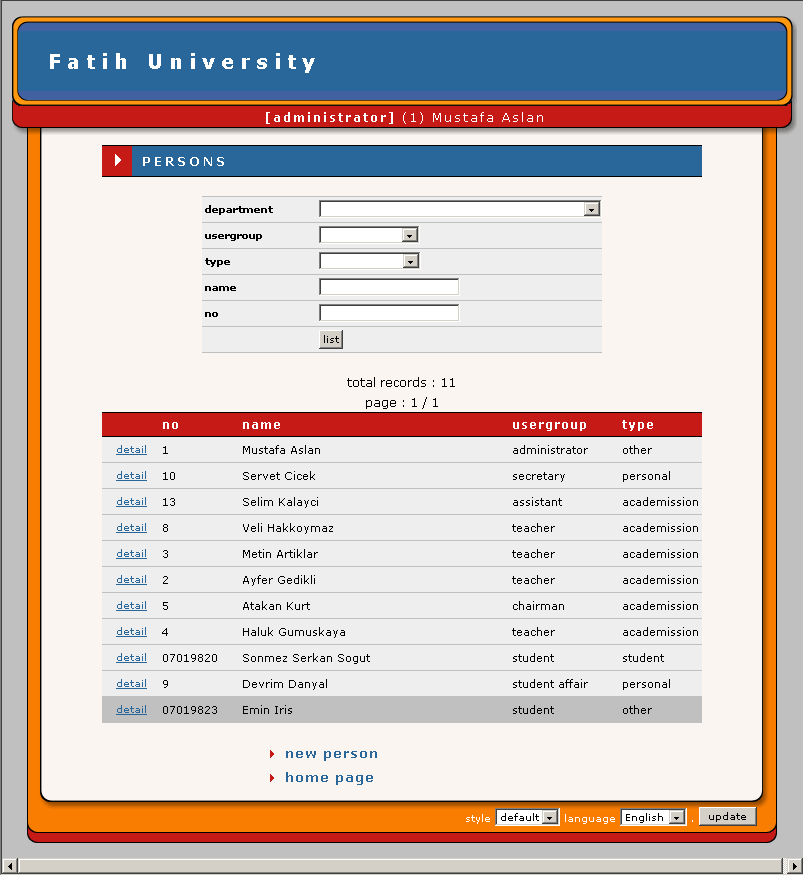 Fatih University
[administrator] (1) Mustafa Aslan
PERSONS
department
usergroup
type
name
no
list
total records : 11
page : 1 / 1
no name usergroup type
detail 1 Mustafa Aslan administrator other
detail 10 Servet Cicek secretary personal
detail 13 Selim Kalayci assistant academission
detail 8 Veli Hakkoymaz teacher academission
detail 3 Metin Artiklar teacher academission
detail 2 Ayfer Gedikli teacher academission
detail 5 Atakan Kurt chairman academission
detail 4 Haluk Gumuskaya teacher academission
detail 07019820 Sonmez Serkan Sogut student student
detail 9 Devrim Danyal student affair personal
detail 07019823 Emin Iris student other
new person
home page
style default language English . update